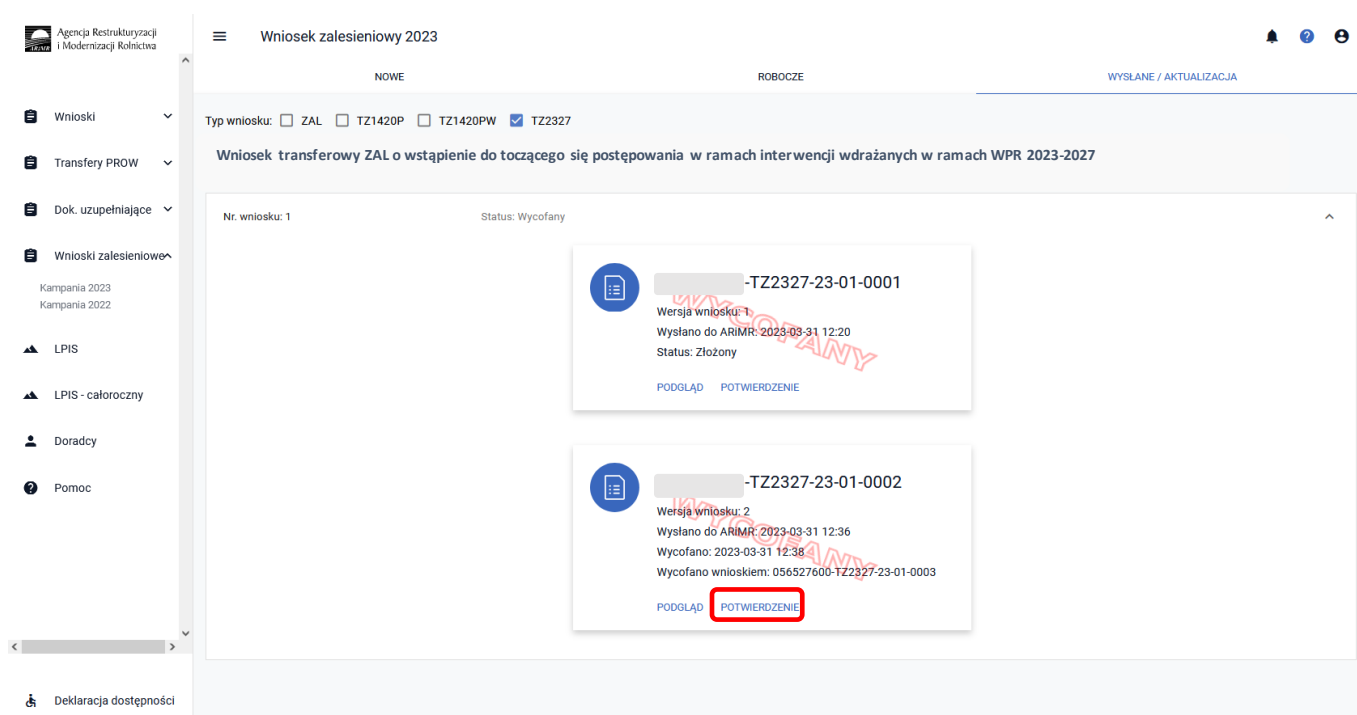 Agencja Restrukturyzacji
i Modernizacji Rolnictwa
ARiMR
Wniosek zalesieniowy 2023
NOWE
ROBOCZE
WYSŁANE / AKTUALIZACJA
Wnioski
Transfery PROW
Dok. uzupełniające
Wnioski zalesieniowe
Kampania 2023
Kampania 2022
LPIS
LPIS - całoroczny
Doradcy
Pomoc
Deklaracja dostępności
Typ wniosku: ZAL TZ1420P TZ1420PW TZ2327
Wniosek transferowy ZAL o wstąpienie do toczącego się postępowania w ramach interwencji wdrażanych w ramach WPR 2023-2027
Nr. wniosku: 1 Status: Wycofany
-TZ2327-23-01-0001
Wersja wniosku: 1
Wysłano do ARiMR: 2023-03-31 12:20
Status: Złożony
WYCOFANY
PODGLĄD POTWIERDZENIE
-TZ2327-23-01-0002
Wersja wniosku: 2
Wysłano do ARiMR: 2023-03-31 12:36
Wycofano: 2023-03-31 12:38
Wycofano wnioskiem: 056527600-TZ2327-23-01-0003
WYCOFANY
PODGLĄD POTWIERDZENIE